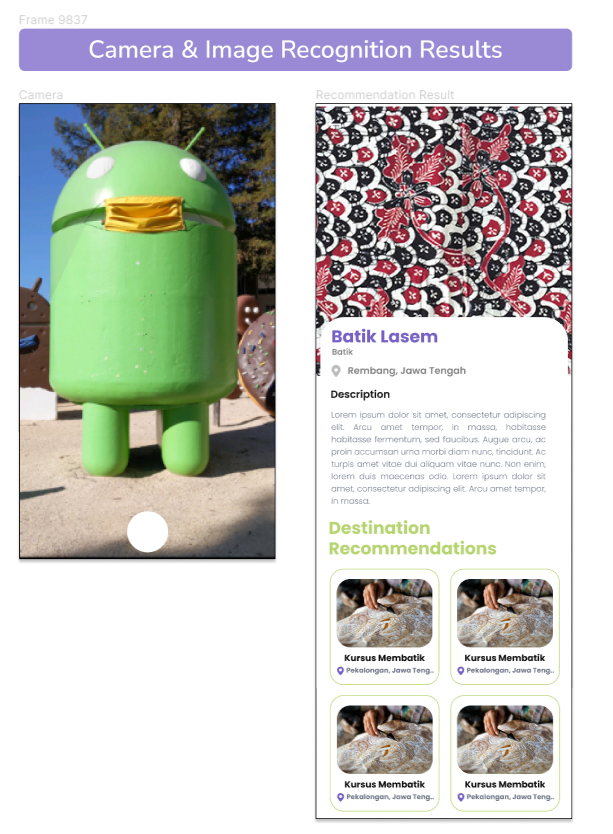 Frame 9837
Camera & Image Recognition Results
Camera
Recommendation Result
Batik Lasem
Batik
Rembang, Jawa Tengah
Description
Lorem ipsum dolor sit amet, consectetur adipiscing
elit. Arcu amet tempor, in massa, habitasse
habitasse fermentum, sed faucibus. Augue arcu, ac
proin accumsan urna morbi diam nunc, tincidunt. Ac
turpis amet vitae dui aliquam vitae nunc. Non enim,
lorem duis maecenas odio. Lorem ipsum dolor sit
amet, consectetur adipiscing elit. Arcu amet tempor,
in massa.
Destination
Recommendations
Kursus Membatik
Pekalongan, Jawa Teng..
Kursus Membatik
Pekalongan, Jawa Teng..
Kursus Membatik
Pekalongan, Jawa Teng..
Kursus Membatik
Pekalongan, Jawa Teng..